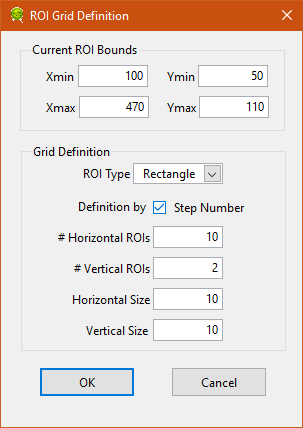 ROI Grid Definition
Current ROI Bounds
Xmin 100 Ymin 50
Xmax 470 Ymax 110
Grid Definition
ROI Type Rectangle
Definition by Step Number
# Horizontal ROIs 10
# Vertical ROIs 2
Horizontal Size 10
Vertical Size 10
OK Cancel